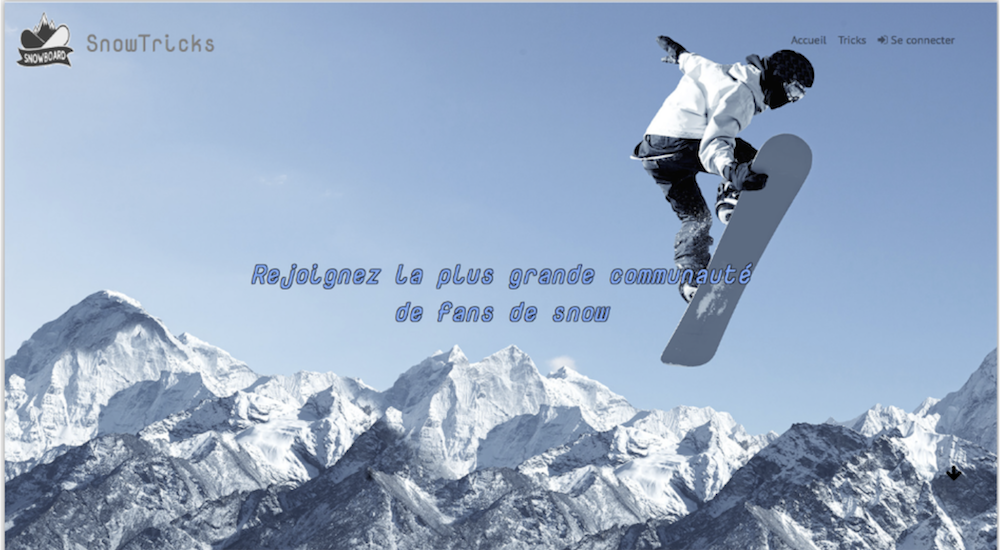 SNOWBOARD
SnowTricks
Accueil Tricks Se connecter
Rejoignez la plus grande communauté
de fans de snow